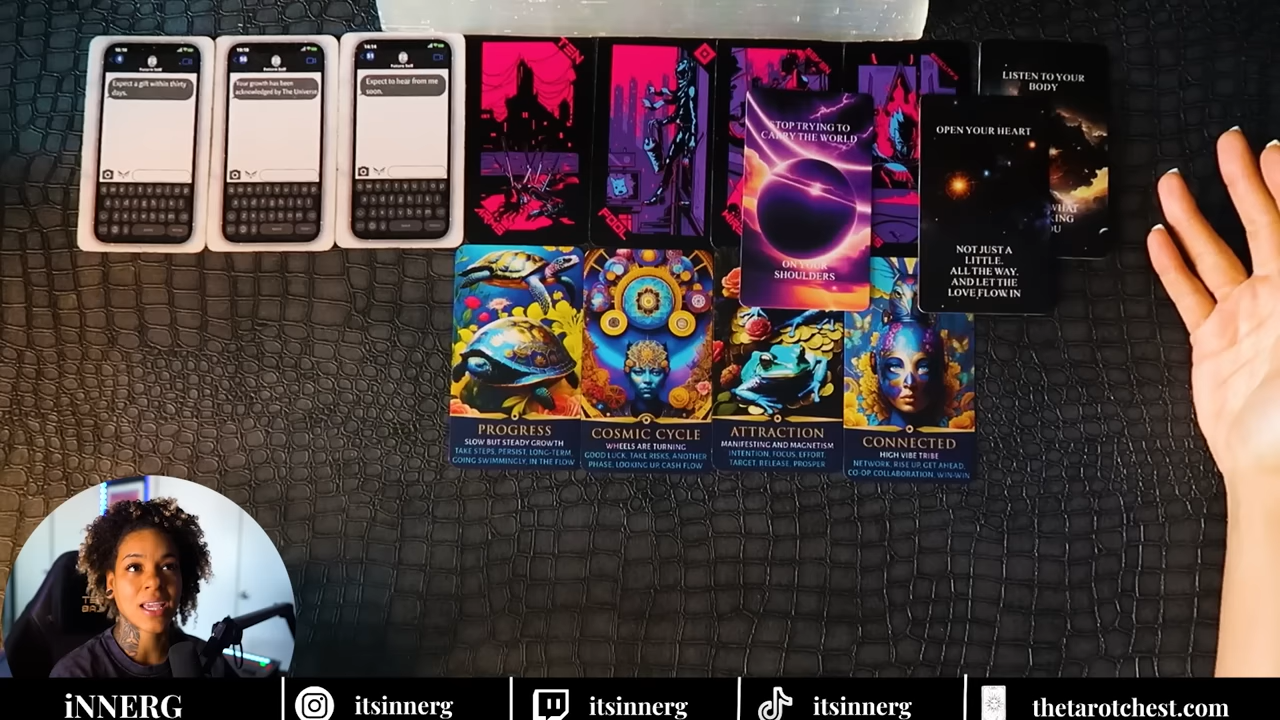 Expect a gift within thirty
days.
Your growth has been
acknowledged by The Universe
Expect to hear from me
soon.
TEN
FOOL
STOP TRYING TO
CARRY THE WORLD
ON YOUR
SHOULDERS
LISTEN TO YOUR
BODY
OPEN YOUR HEART
NOT JUST A
LITTLE.
ALL THE WAY.
AND LET THE
LOVE FLOW IN
PROGRESS
SLOW BUT STEADY GROWTH
TAKE STEPS, PERSIST, LONG-TERM,
GOING SWIMMINGLY, IN THE FLOW
COSMIC CYCLE
WHEELS ARE TURNING
GOOD LUCK, TAKE RISKS, ANOTHER
PHASE, LOOKING UP, CASH FLOW
ATTRACTION
MANIFESTING AND MAGNETISM
INTENTION, FOCUS, EFFORT,
TARGET, RELEASE, PROSPER
CONNECTED
HIGH VIBE TRIBE
NETWORK, RISE UP, GET AHEAD,
CO-OP COLLABORATION, WIN-WIN
iNNERG
itsinnerg
itsinnerg
itsinnerg
thetarotchest.com